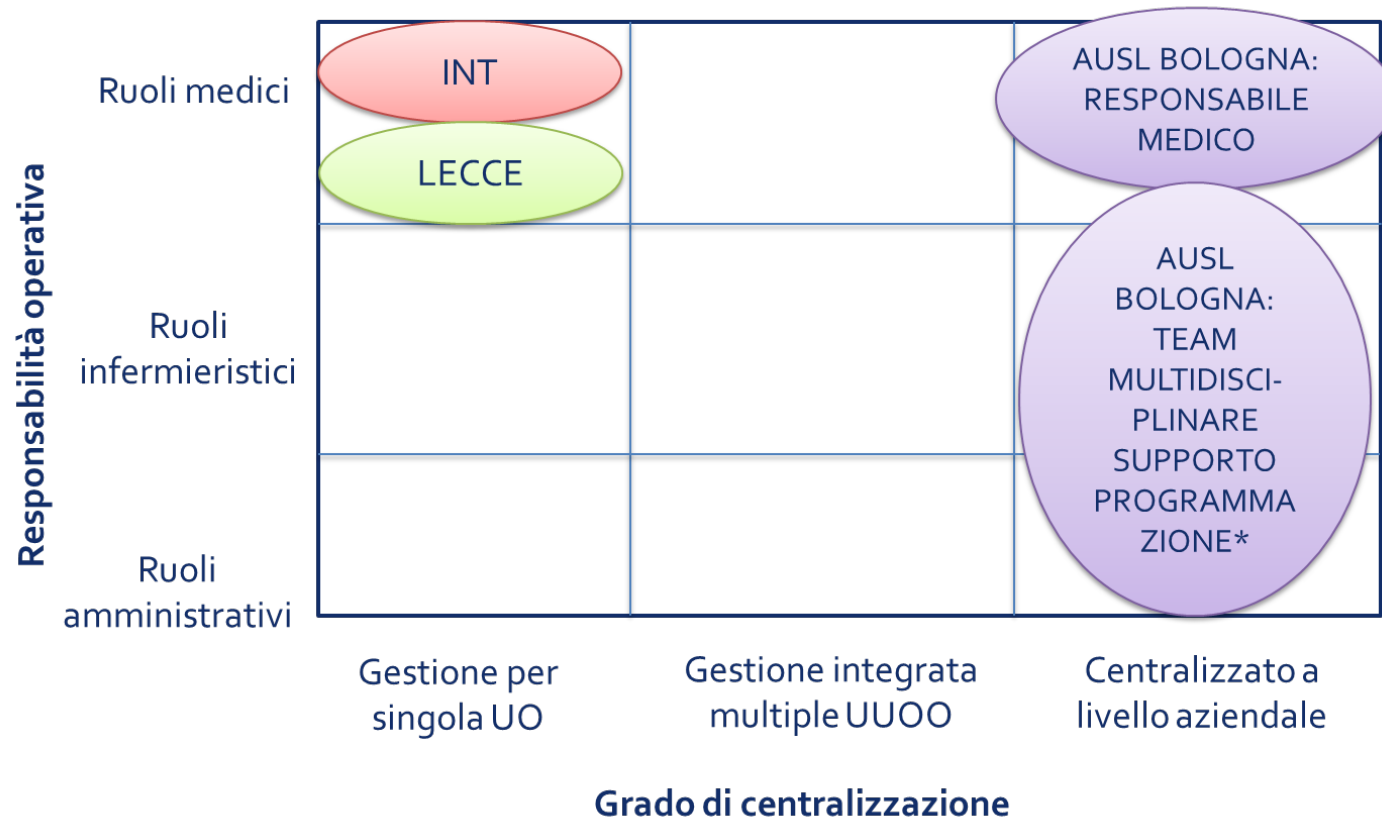 Responsabilità operativa
Ruoli medici
INT
LECCE
AUSL BOLOGNA:
RESPONSABILE
MEDICO
Ruoli
infermieristici
AUSL
BOLOGNA:
TEAM
MULTIDISCI-
PLINARE
SUPPORTO
PROGRAMMA
ZIONE*
Ruoli
amministrativi
Gestione per
singola UO
Gestione integrata
multiple UUOO
Centralizzato a
livello aziendale
Grado di centralizzazione